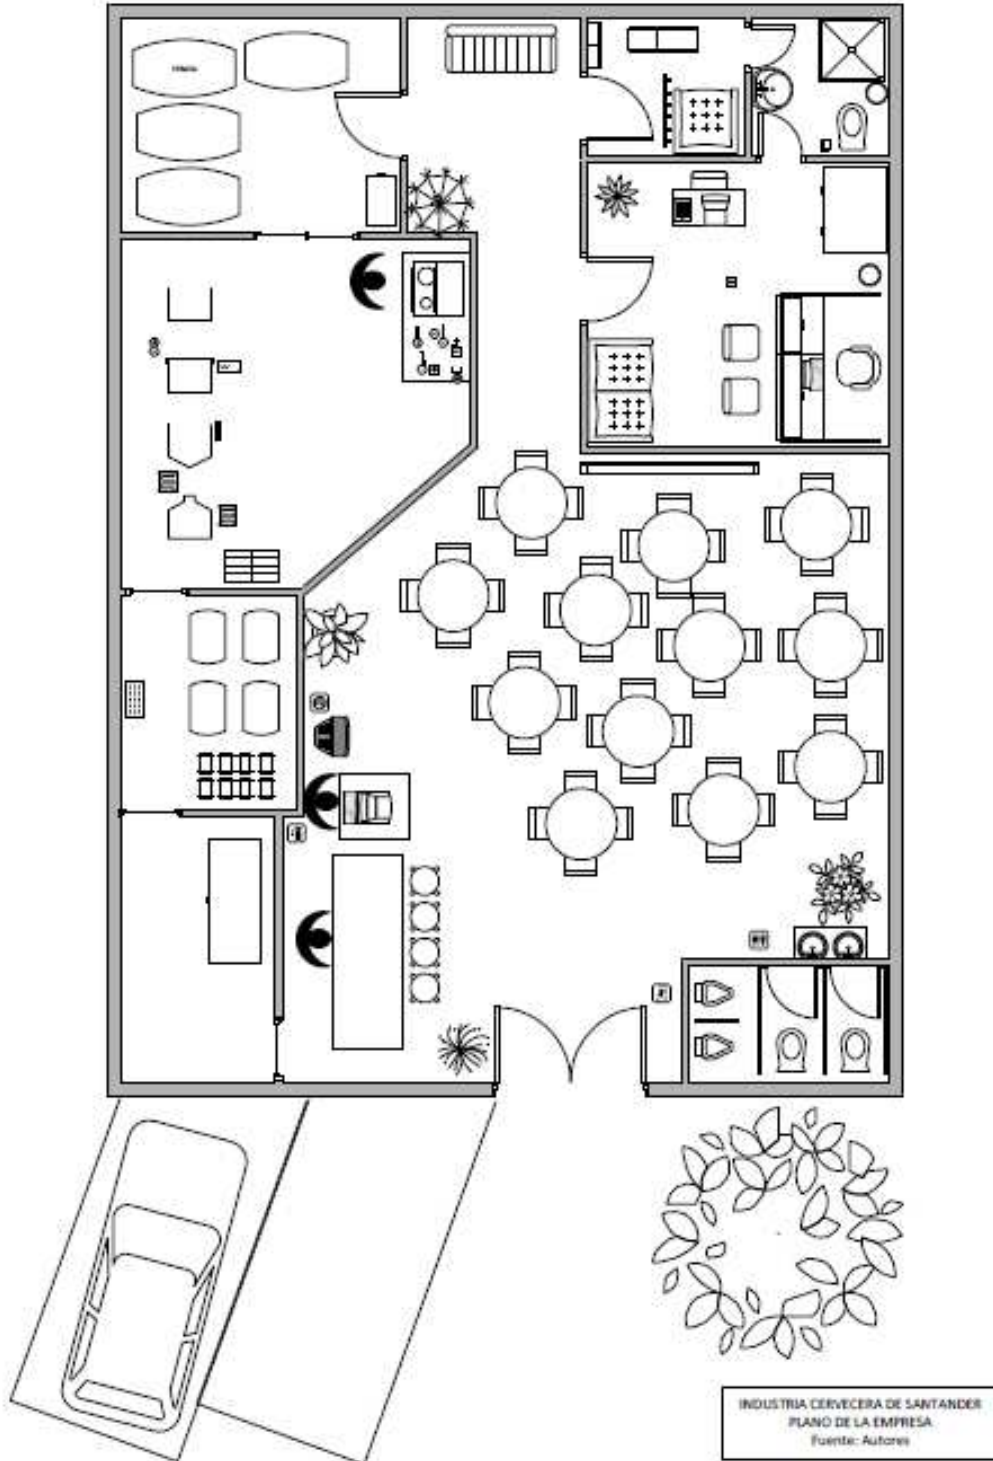 INDUSTRIA CERVECERA DE SANTANDER
PLANO DE LA EMPRESA
Fuente: Autores